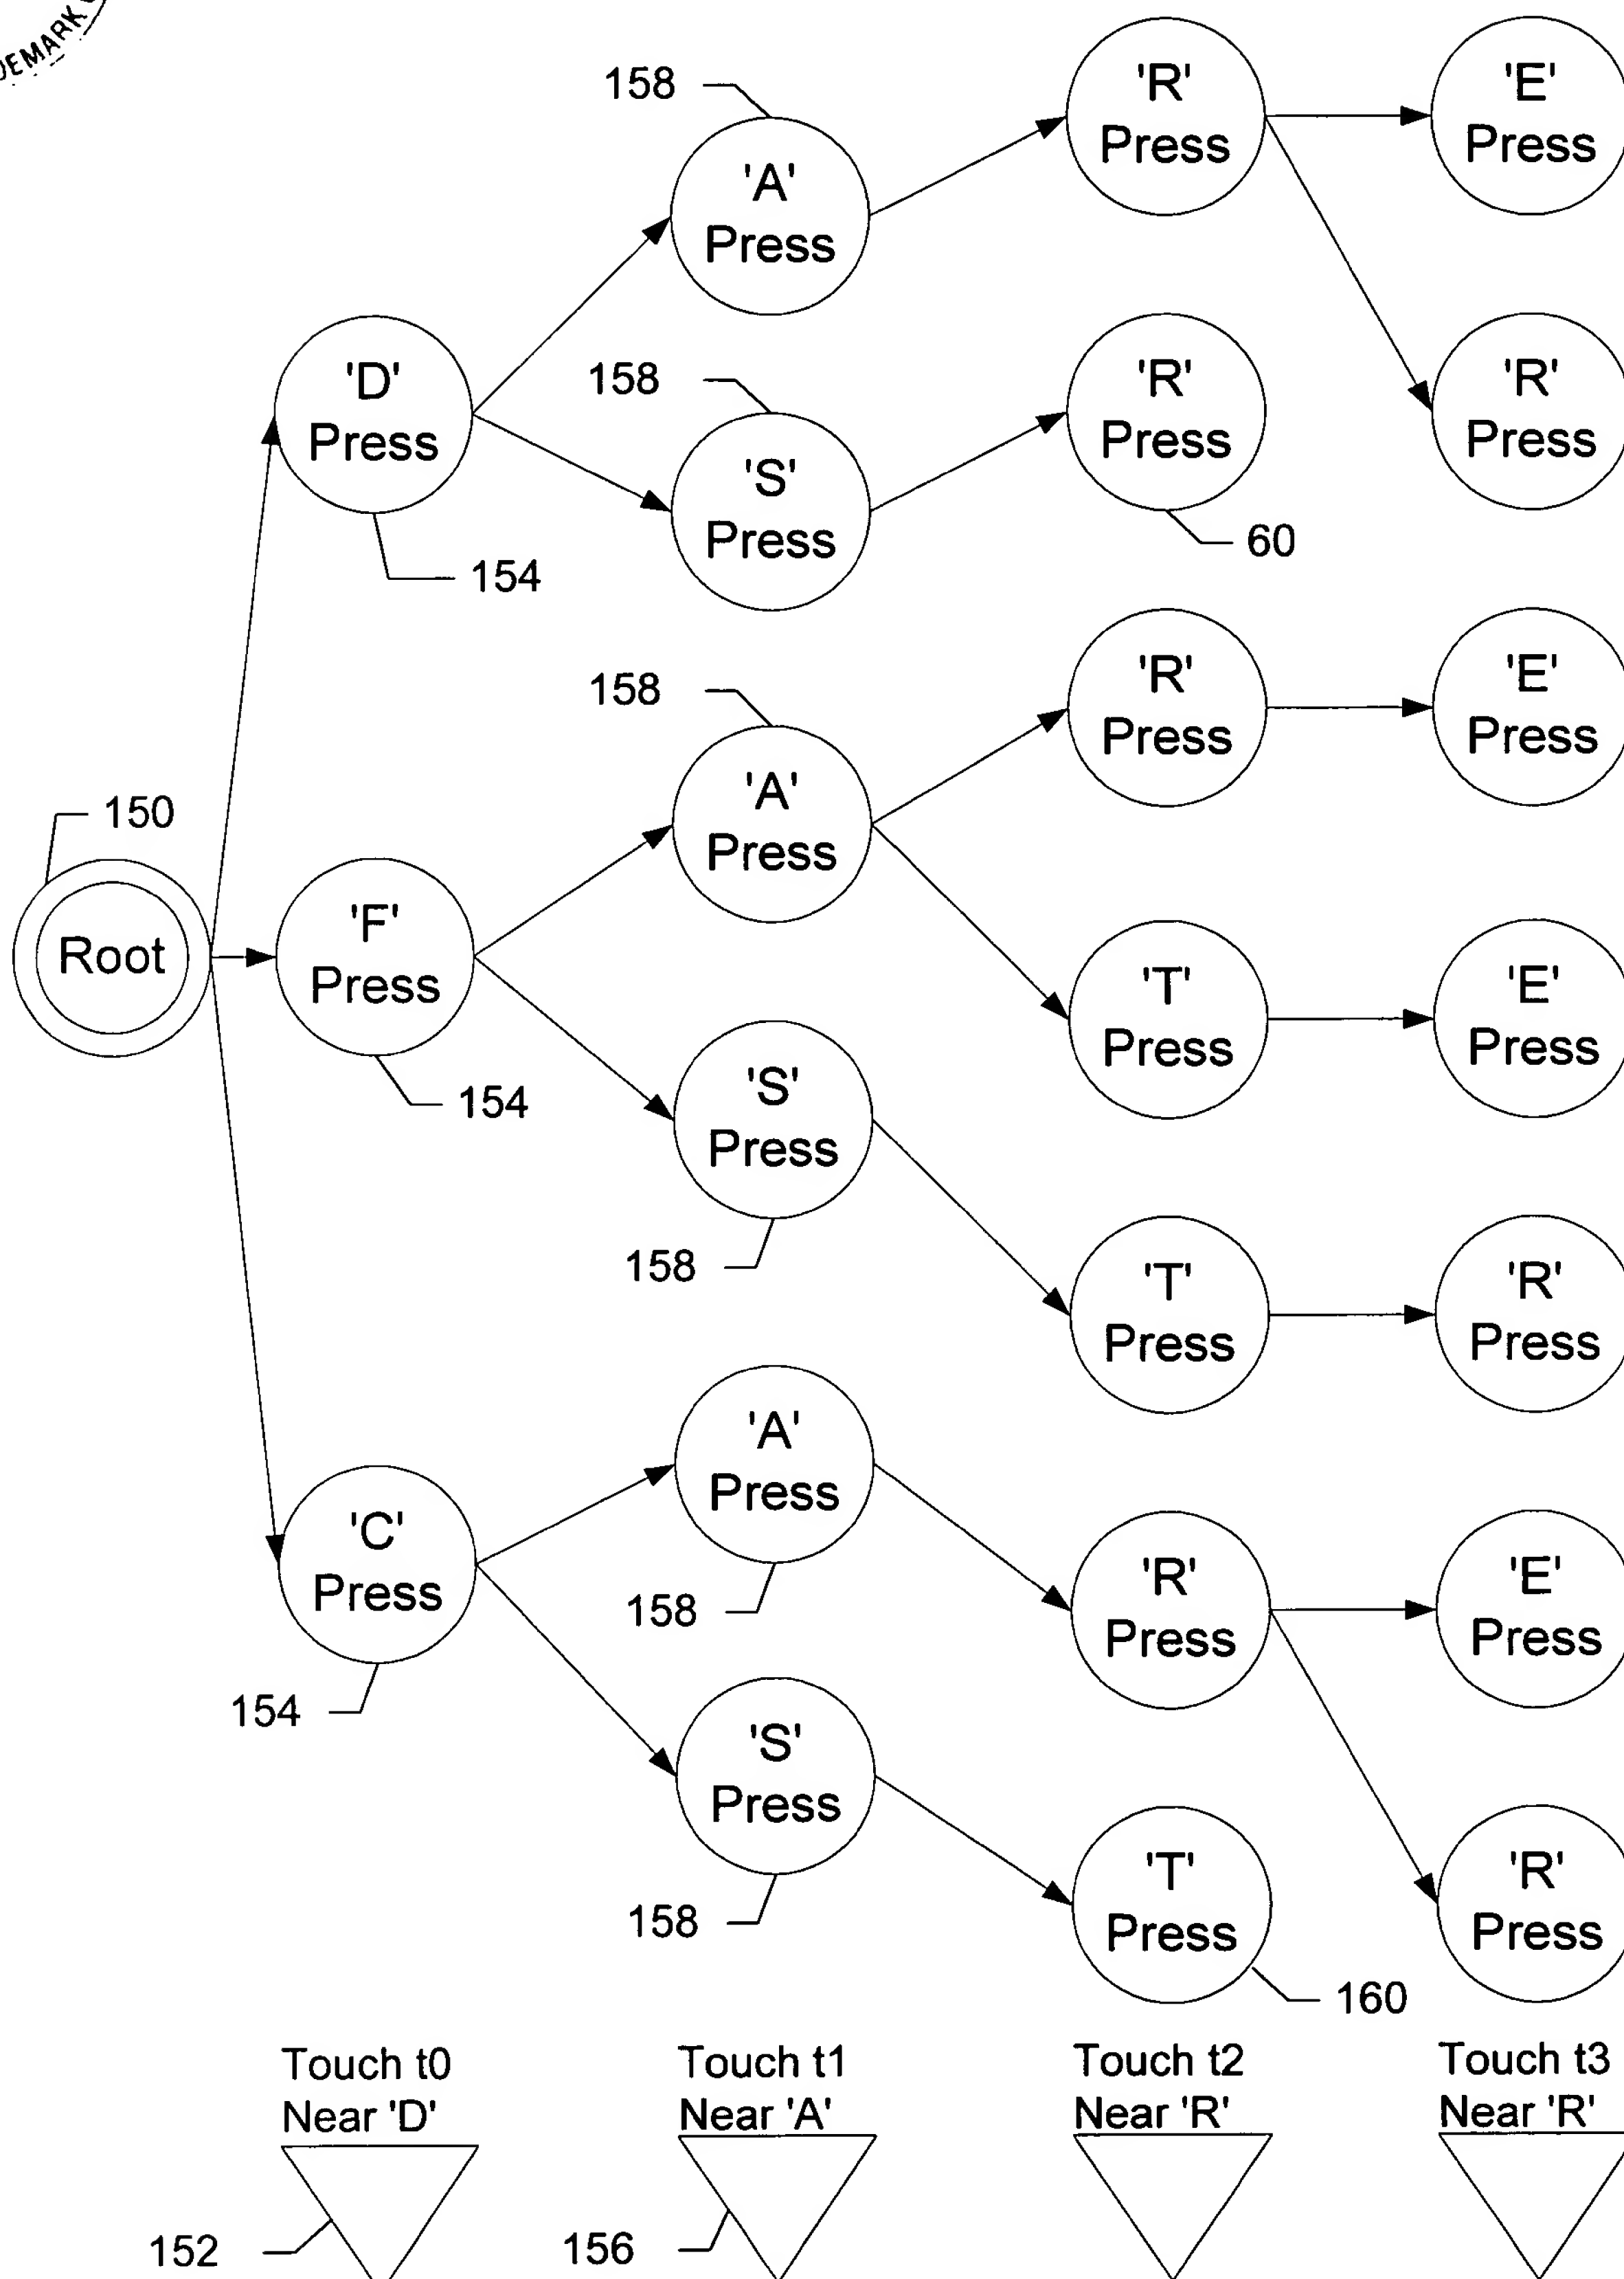 DEMARK
158
'R'
Press
'E'
Press
'A'
Press
'D'
Press
158
'S'
Press
'R'
Press
'R'
Press
60
154
158
'A'
Press
'R'
Press
'E'
Press
150
Root
'F'
Press
'T'
Press
'E'
Press
154
'S'
Press
158
'T'
Press
'R'
Press
'A'
Press
'C'
Press
158
'R'
Press
'E'
Press
154
'S'
Press
158
'T'
Press
'R'
Press
160
Touch t0
Near 'D'
Touch t1
Near 'A'
Touch t2
Near 'R'
Touch t3
Near 'R'
152
156